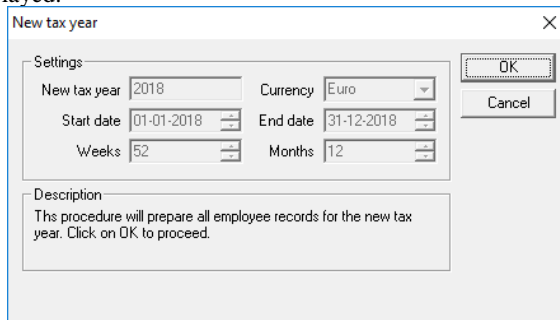 layed.
New tax year
Settings
New tax year 2018 Currency Euro
Start date 01-01-2018 End date 31-12-2018
Weeks 52 Months 12
OK
Cancel
Description
Ths procedure will prepare all employee records for the new tax
year. Click on OK to proceed.